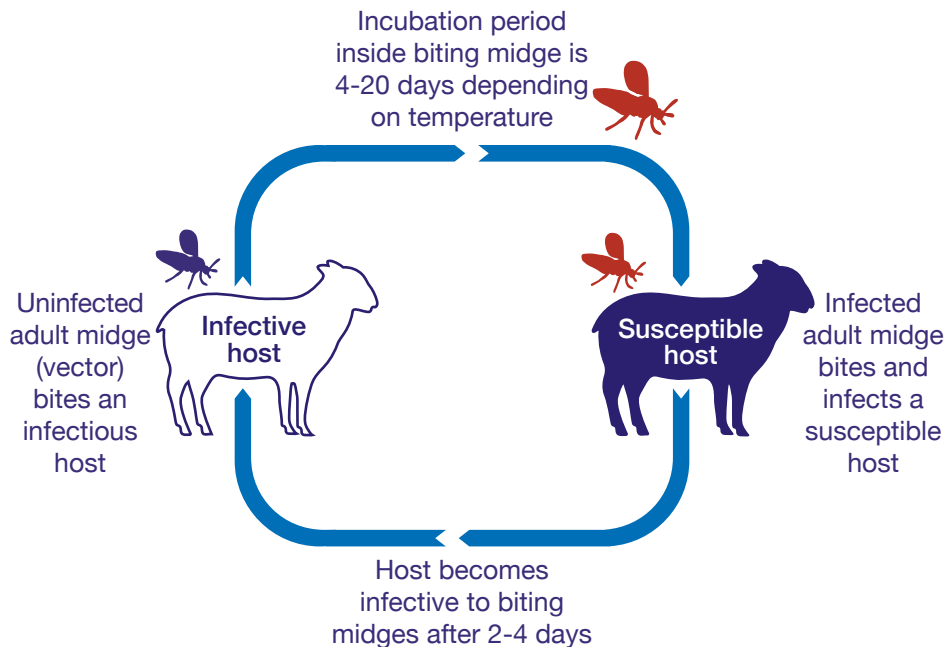 Incubation period
inside biting midge is
4-20 days depending
on temperature
Uninfected
adult midge
(vector)
bites an
infectious
host
Infective
host
Susceptible
host
Infected
adult midge
bites and
infects a
susceptible
host
Host becomes
infective to biting
midges after 2-4 days